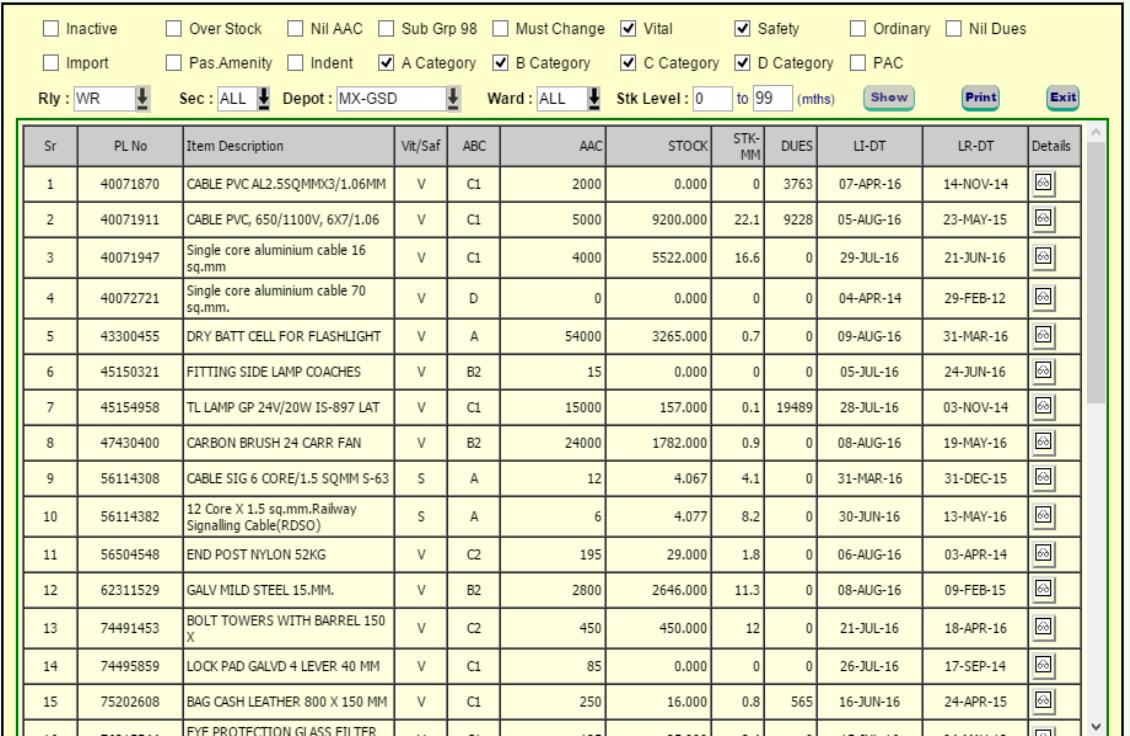 Inactive Over Stock Nil AAC Sub Grp 98 Must Change Vital Safety Ordinary Nil Dues
Import Pas.Amenity Indent A Category B Category C Category D Category PAC
Rly : WR Sec : ALL Depot : MX-GSD Ward : ALL Stk Level : 0 to 99 (mths) Show Print Exit
Sr PL No Item Description Vit/Saf ABC AAC STOCK STK-MM DUES LI-DT LR-DT Details
1 40071870 CABLE PVC AL2.5SQMMX3/1.06MM V C1 2000 0.000 0 3763 07-APR-16 14-NOV-14
2 40071911 CABLE PVC, 650/1100V, 6X7/1.06 V C1 5000 9200.000 22.1 9228 05-AUG-16 23-MAY-15
3 40071947 Single core aluminium cable 16 sq.mm V C1 4000 5522.000 16.6 0 29-JUL-16 21-JUN-16
4 40072721 Single core aluminium cable 70 sq.mm. V D 0 0.000 0 0 04-APR-14 29-FEB-12
5 43300455 DRY BATT CELL FOR FLASHLIGHT V A 54000 3265.000 0.7 0 09-AUG-16 31-MAR-16
6 45150321 FITTING SIDE LAMP COACHES V B2 15 0.000 0 0 05-JUL-16 24-JUN-16
7 45154958 TL LAMP GP 24V/20W IS-897 LAT V C1 15000 157.000 0.1 19489 28-JUL-16 03-NOV-14
8 47430400 CARBON BRUSH 24 CARR FAN V B2 24000 1782.000 0.9 0 08-AUG-16 19-MAY-16
9 56114308 CABLE SIG 6 CORE/1.5 SQMM S-63 S A 12 4.067 4.1 0 31-MAR-16 31-DEC-15
10 56114382 12 Core X 1.5 sq.mm.Railway Signalling Cable(RDSO) S A 6 4.077 8.2 0 30-JUN-16 13-MAY-16
11 56504548 END POST NYLON 52KG V C2 195 29.000 1.8 0 06-AUG-16 03-APR-14
12 62311529 GALV MILD STEEL 15.MM. V B2 2800 2646.000 11.3 0 08-AUG-16 09-FEB-15
13 74491453 BOLT TOWERS WITH BARREL 150 X V C2 450 450.000 12 0 21-JUL-16 18-APR-16
14 74495859 LOCK PAD GALVD 4 LEVER 40 MM V C1 85 0.000 0 0 26-JUL-16 17-SEP-14
15 75202608 BAG CASH LEATHER 800 X 150 MM V C1 250 16.000 0.8 565 16-JUN-16 24-APR-15
EYE PROTECTION GLASS FILTER